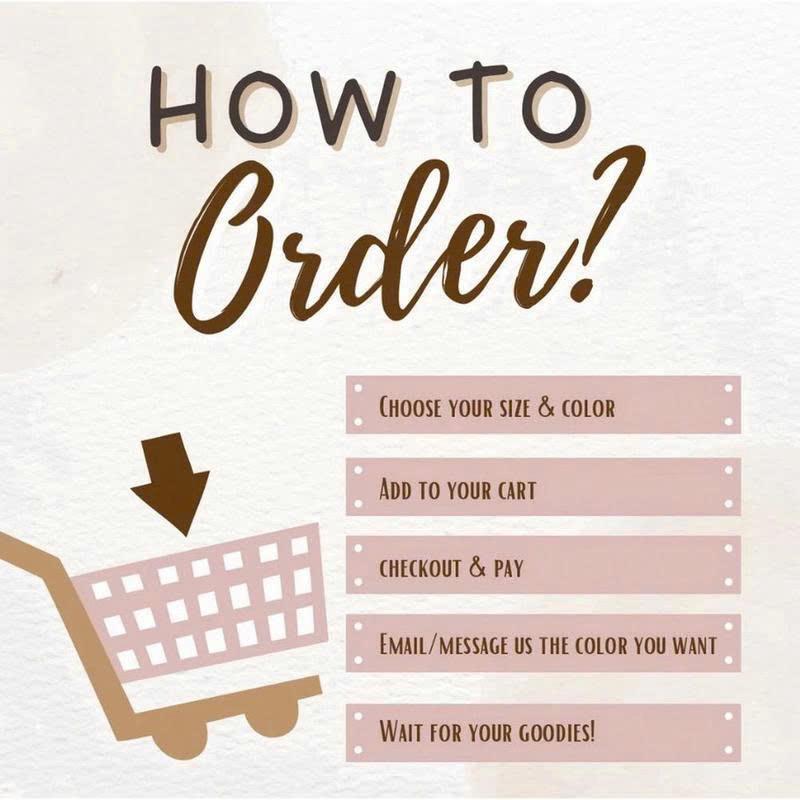 HOW TO
Order?
CHOOSE YOUR SIZE & COLOR
ADD TO YOUR CART
CHECKOUT & PAY
EMAIL/MESSAGE US THE COLOR YOU WANT
WAIT FOR YOUR GOODIES!